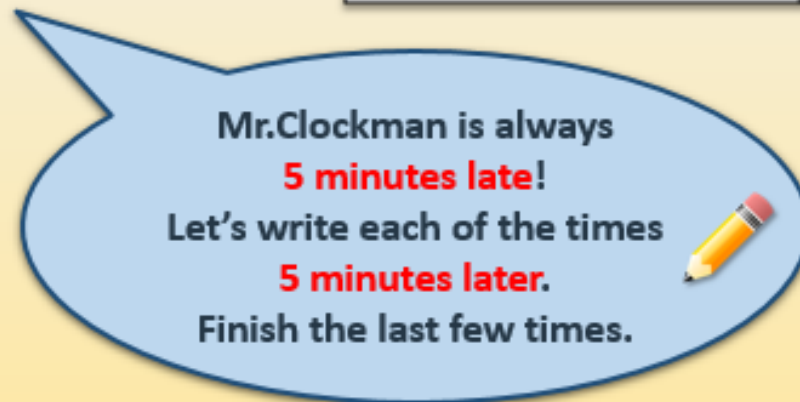 Mr.Clockman is always
5 minutes late!
Let’s write each of the times
5 minutes later.
Finish the last few times.